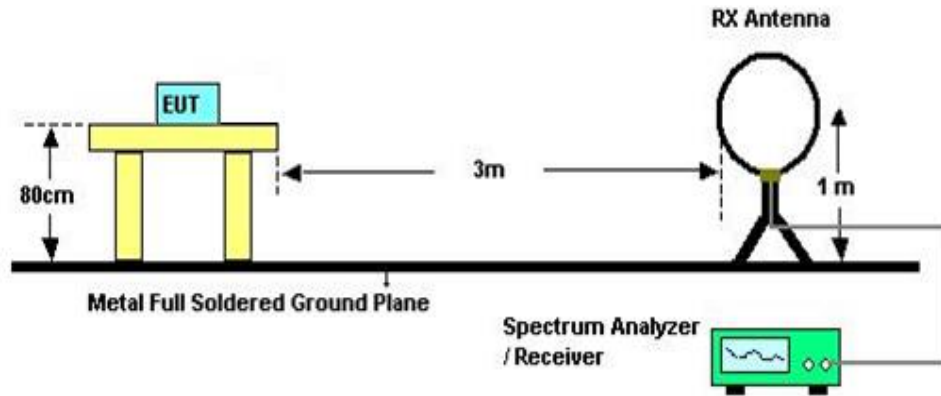 RX Antenna
EUT
3m
80cm
1 m
Metal Full Soldered Ground Plane
Spectrum Analyzer
/ Receiver